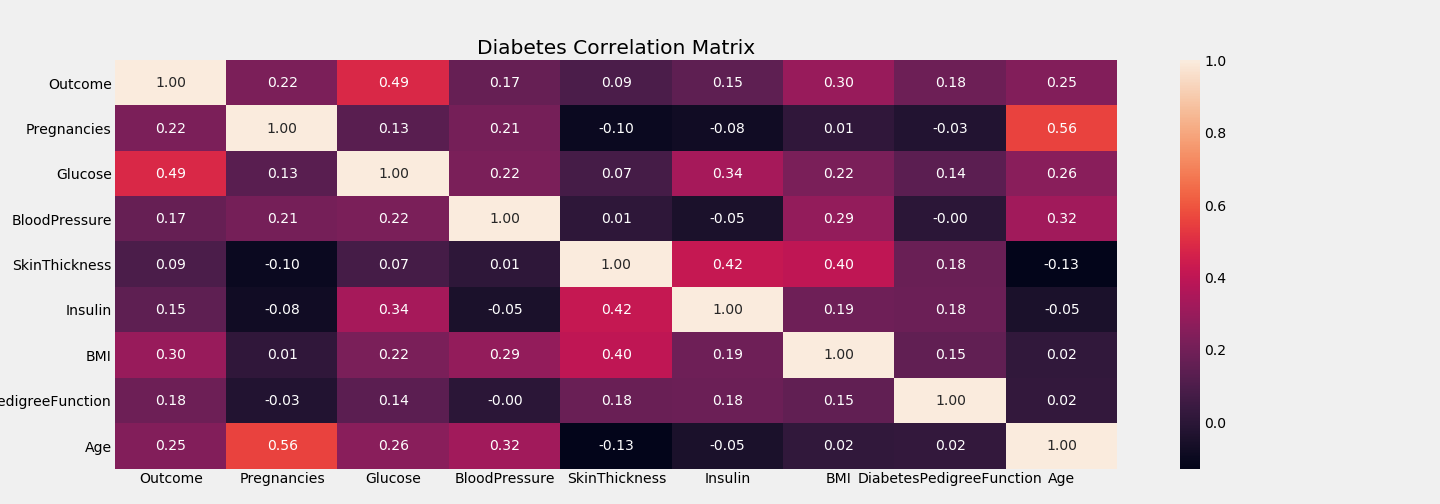 Diabetes Correlation Matrix
Outcome 1.00 0.22 0.49 0.17 0.09 0.15 0.30 0.18 0.25
Pregnancies 0.22 1.00 0.13 0.21 -0.10 -0.08 0.01 -0.03 0.56
Glucose 0.49 0.13 1.00 0.22 0.07 0.34 0.22 0.14 0.26
BloodPressure 0.17 0.21 0.22 1.00 0.01 -0.05 0.29 -0.00 0.32
SkinThickness 0.09 -0.10 0.07 0.01 1.00 0.42 0.40 0.18 -0.13
Insulin 0.15 -0.08 0.34 -0.05 0.42 1.00 0.19 0.18 -0.05
BMI 0.30 0.01 0.22 0.29 0.40 0.19 1.00 0.15 0.02
edigreeFunction 0.18 -0.03 0.14 -0.00 0.18 0.18 0.15 1.00 0.02
Age 0.25 0.56 0.26 0.32 -0.13 -0.05 0.02 0.02 1.00
Outcome Pregnancies Glucose BloodPressure SkinThickness Insulin BMI DiabetesPedigreeFunction Age
1.0
0.8
0.6
0.4
0.2
0.0